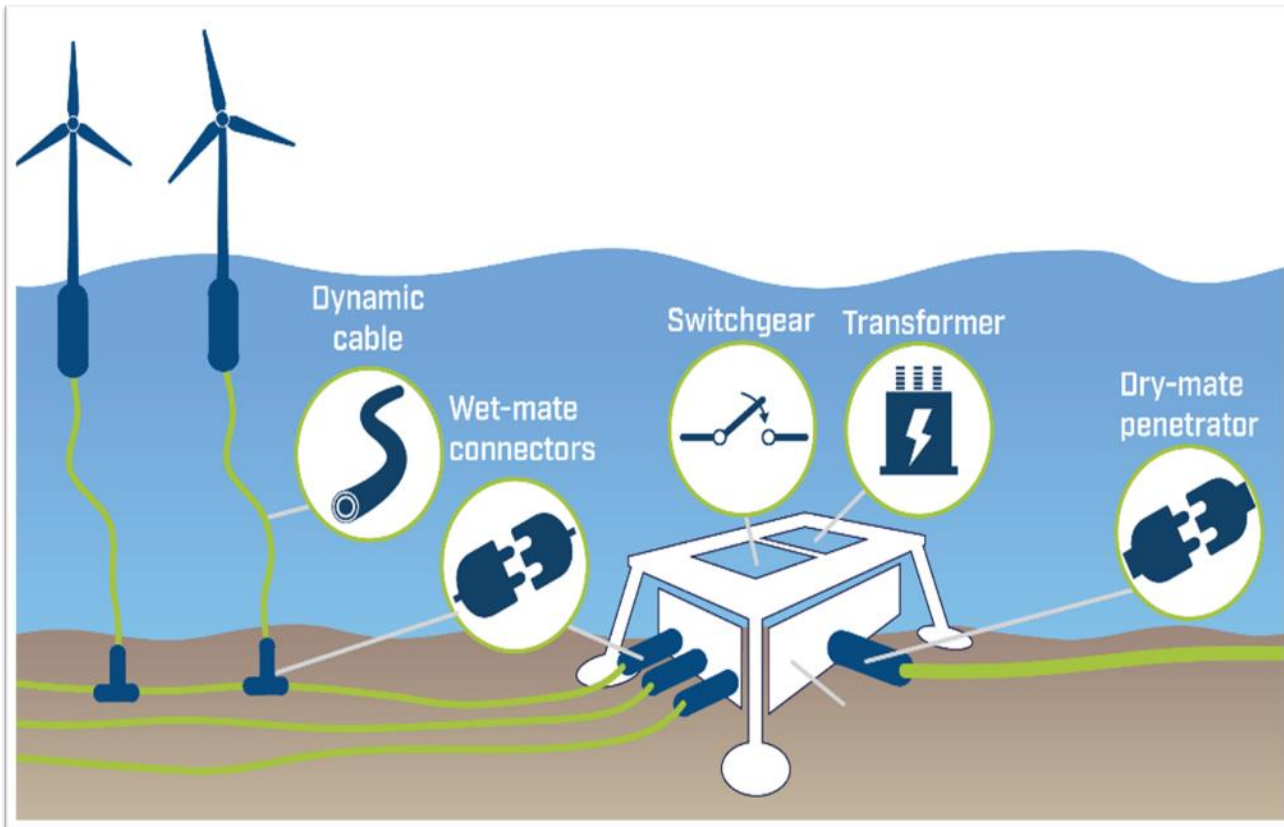 Dynamic
cable
Wet-mate
connectors
Switchgear
Transformer
Dry-mate
penetrator